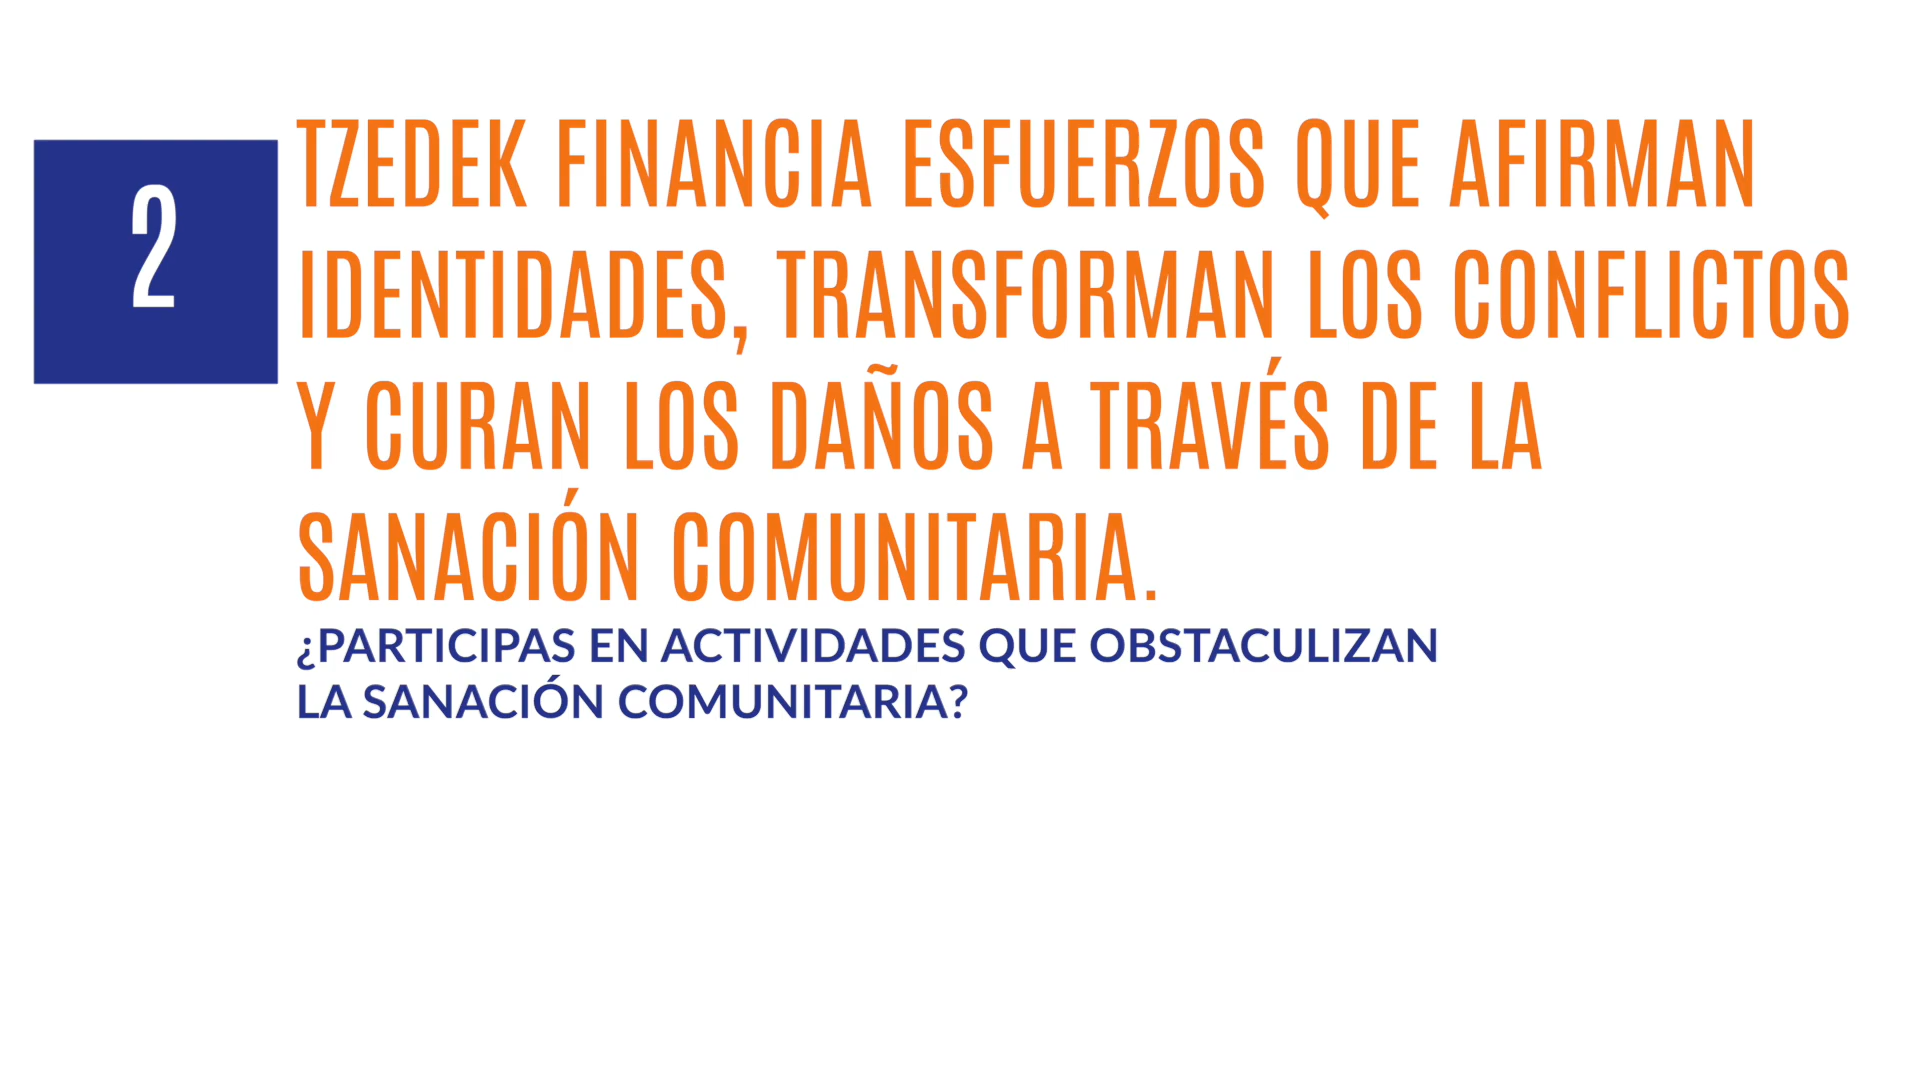 2
TZEDEK FINANCIA ESFUERZOS QUE AFIRMAN
IDENTIDADES, TRANSFORMAN LOS CONFLICTOS
Y CURAN LOS DAÑOS A TRAVÉS DE LA
SANACIÓN COMUNITARIA.
¿PARTICIPAS EN ACTIVIDADES QUE OBSTACULIZAN
LA SANACIÓN COMUNITARIA?